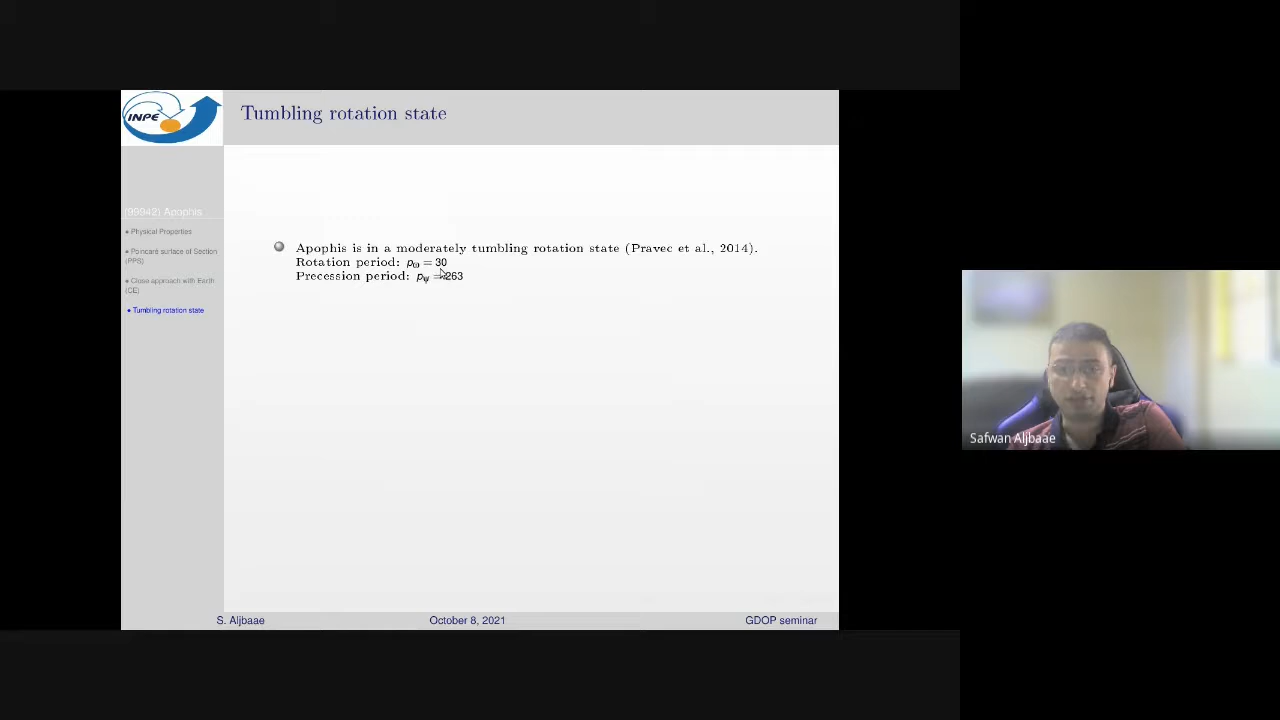 INPE
Tumbling rotation state
(99942) Apophis
• Physical Properties
• Poincaré surface of Section
(PPS)
• Close approach with Earth
(CE)
• Tumbling rotation state
Apophis is in a moderately tumbling rotation state (Pravec et al., 2014).
Rotation period: pω = 30
Precession period: pψ = 263
S. Aljbaae
October 8, 2021
GDOP seminar
Safwan Aljbaae